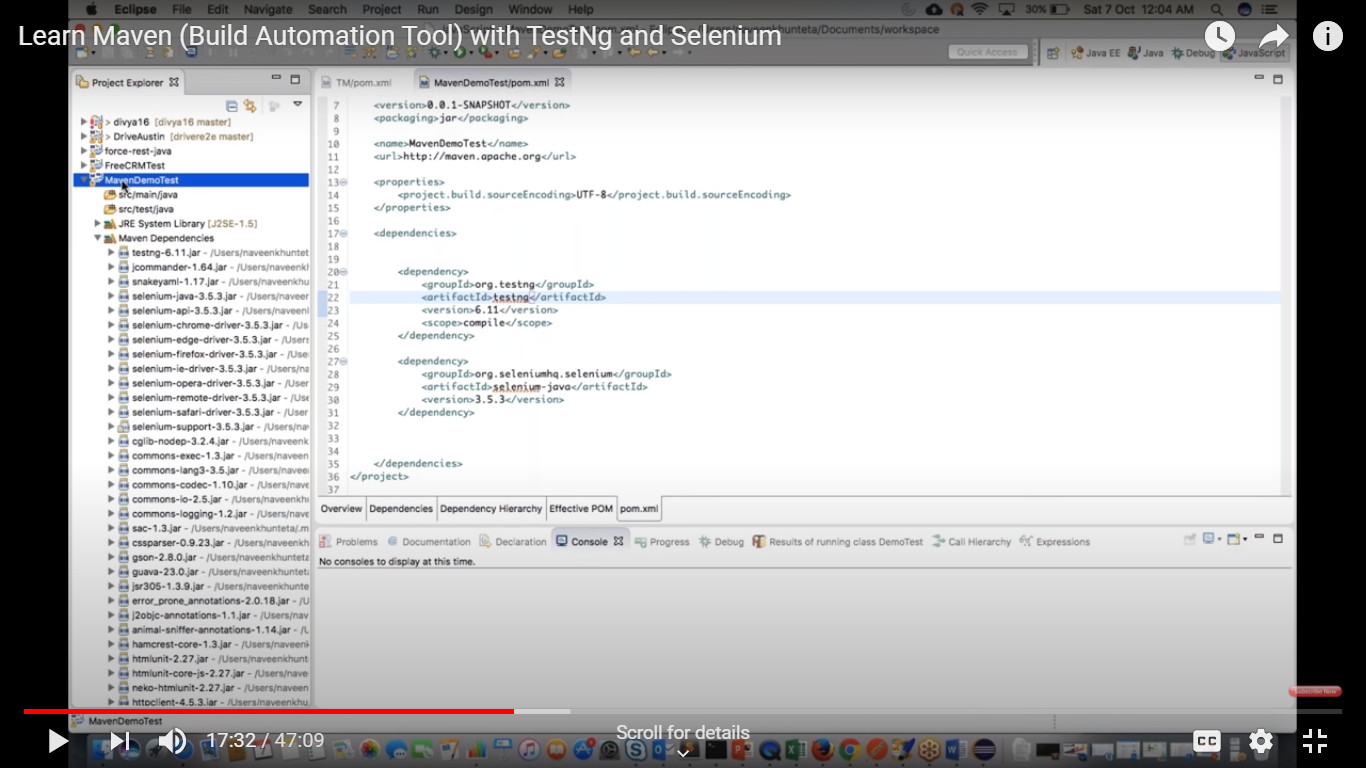 Eclipse File Edit Navigate Search Project Run Design Window Help
30% Sat 7 Oct 12:04 AM
Learn Maven (Build Automation Tool) with TestNg and Selenium
hunteta/Documents/workspace
Quick Access
Java EE Java Debug JavaScript
Project Explorer
TM/pom.xml
MavenDemoTest/pom.xml
> divya16 [divya16 master]
> DriveAustin [drivere2e master]
force-rest-java
FreeCRMTest
MavenDemoTest
src/main/java
src/test/java
JRE System Library [J2SE-1.5]
Maven Dependencies
testng-6.11.jar - /Users/naveenkhuntet
jcommander-1.64.jar - /Users/naveenkl
snakeyaml-1.17.jar - /Users/naveenkhu
selenium-java-3.5.3.jar - /Users/naveer
selenium-api-3.5.3.jar - /Users/naveen
selenium-chrome-driver-3.5.3.jar - /Us
selenium-edge-driver-3.5.3.jar - /Users
selenium-firefox-driver-3.5.3.jar - /Use
selenium-ie-driver-3.5.3.jar - /Users/na
selenium-opera-driver-3.5.3.jar - /User
selenium-remote-driver-3.5.3.jar - /Use
selenium-safari-driver-3.5.3.jar - /User
selenium-support-3.5.3.jar - /Users/na
cglib-nodep-3.2.4.jar - /Users/naveenk
commons-exec-1.3.jar - /Users/naveen
commons-lang3-3.5.jar - /Users/navee
commons-codec-1.10.jar - /Users/nave
commons-io-2.5.jar - /Users/naveenkhu
commons-logging-1.2.jar - /Users/nave
sac-1.3.jar - /Users/naveenkhunteta/.m
cssparser-0.9.23.jar - /Users/naveenkh
gson-2.8.0.jar - /Users/naveenkhunteta
guava-23.0.jar - /Users/naveenkhuntet
jsr305-1.3.9.jar - /Users/naveenkhunte
error_prone_annotations-2.0.18.jar - /U
j2objc-annotations-1.1.jar - /Users/nav
animal-sniffer-annotations-1.14.jar - /L
hamcrest-core-1.3.jar - /Users/naveenk
htmlunit-2.27.jar - /Users/naveenkhunt
htmlunit-core-js-2.27.jar - /Users/nave
neko-htmlunit-2.27.jar - /Users/naveen
httpclient-4.5.3.jar - /Users/naveenkhu
7 <version>0.0.1-SNAPSHOT</version>
8 <packaging>jar</packaging>
9
10 <name>MavenDemoTest</name>
11 <url>http://maven.apache.org</url>
12
13 <properties>
14 <project.build.sourceEncoding>UTF-8</project.build.sourceEncoding>
15 </properties>
16
17 <dependencies>
18
19
20 <dependency>
21 <groupId>org.testng</groupId>
22 <artifactId>testng</artifactId>
23 <version>6.11</version>
24 <scope>compile</scope>
25 </dependency>
26
27 <dependency>
28 <groupId>org.seleniumhq.selenium</groupId>
29 <artifactId>selenium-java</artifactId>
30 <version>3.5.3</version>
31 </dependency>
32
33
34
35 </dependencies>
36 </project>
37
Overview Dependencies Dependency Hierarchy Effective POM pom.xml
Problems Documentation Declaration Console Progress Debug Results of running class DemoTest Call Hierarchy Expressions
No consoles to display at this time.
Subscribe Now
MavenDemoTest
17:32 / 47:09
Scroll for details
CC